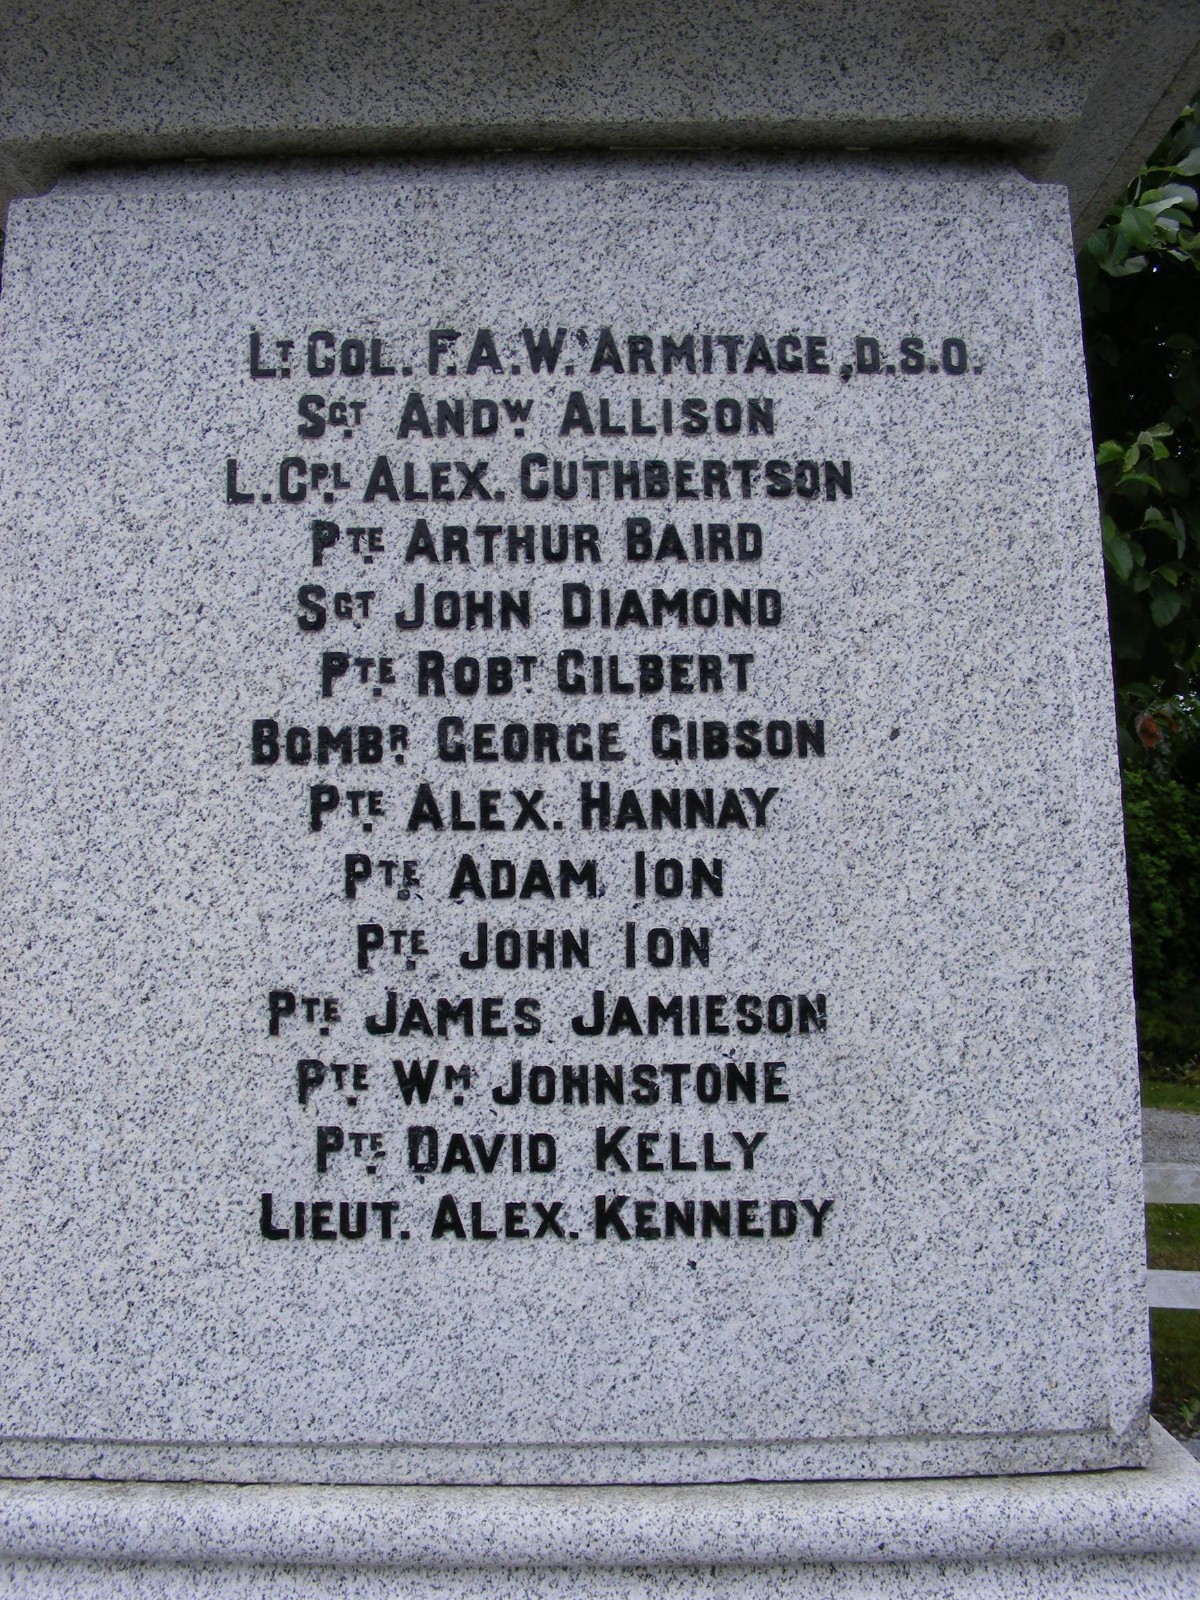 Lt. Col. F.A.W. Armitage, D.S.O.
Sgt Andw. Allison
L.Cpl Alex. Cuthbertson
Pte Arthur Baird
Sgt John Diamond
Pte Robt Gilbert
Bombr George Gibson
Pte Alex. Hannay
Pte Adam Ion
Pte John Ion
Pte James Jamieson
Pte Wm Johnstone
Pte David Kelly
Lieut. Alex. Kennedy